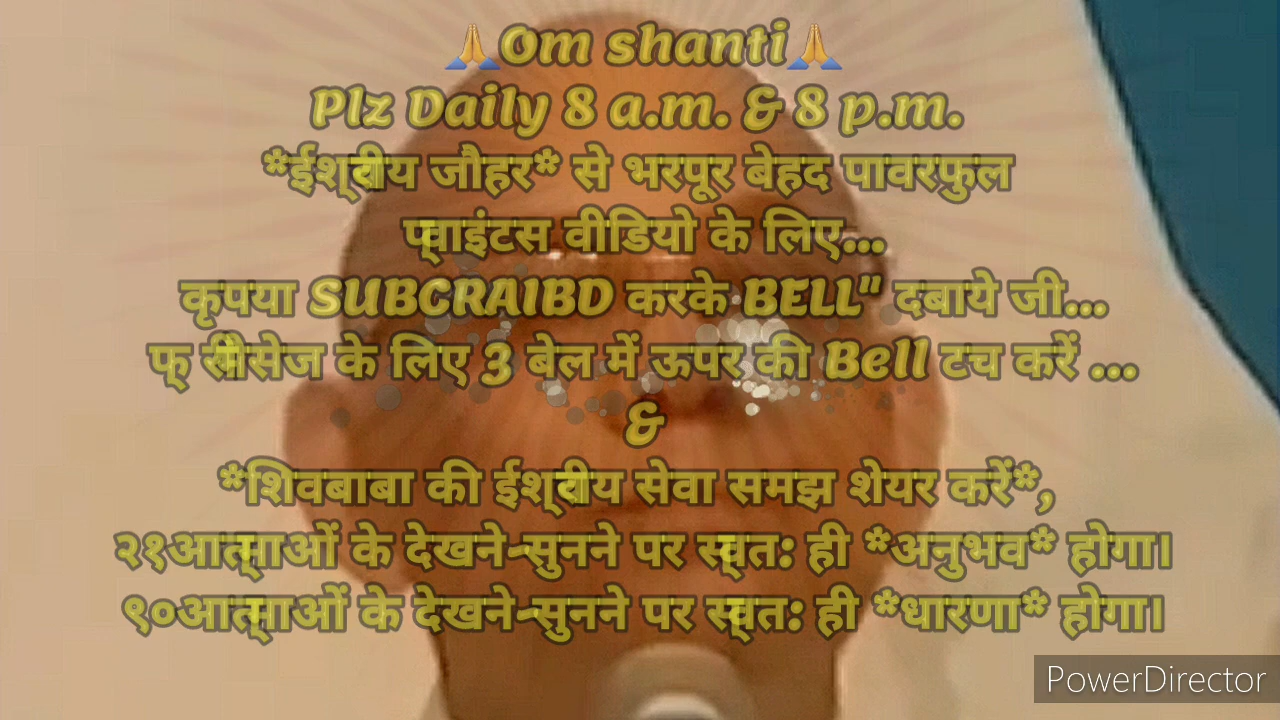 🙏Om shanti🙏
Plz Daily 8 a.m. & 8 p.m.
*ईश्वरीय जौहर* से भरपूर बेहद पावरफुल
प्वाइंटस वीडियो के लिए...
कृपया SUBCRAIBD करके BELL" दबाये जी...
के लिए 3 बेल में ऊपर की Bell टच करें ...
&
*शिवबाबा की ईश्वरीय सेवा समझ शेयर करें*,
२१आत्माओं के देखने-सुनने पर स्वत: ही *अनुभव* होगा।
९०आत्माओं के देखने-सुनने पर स्वत: ही *धारणा* होगा।
PowerDirector